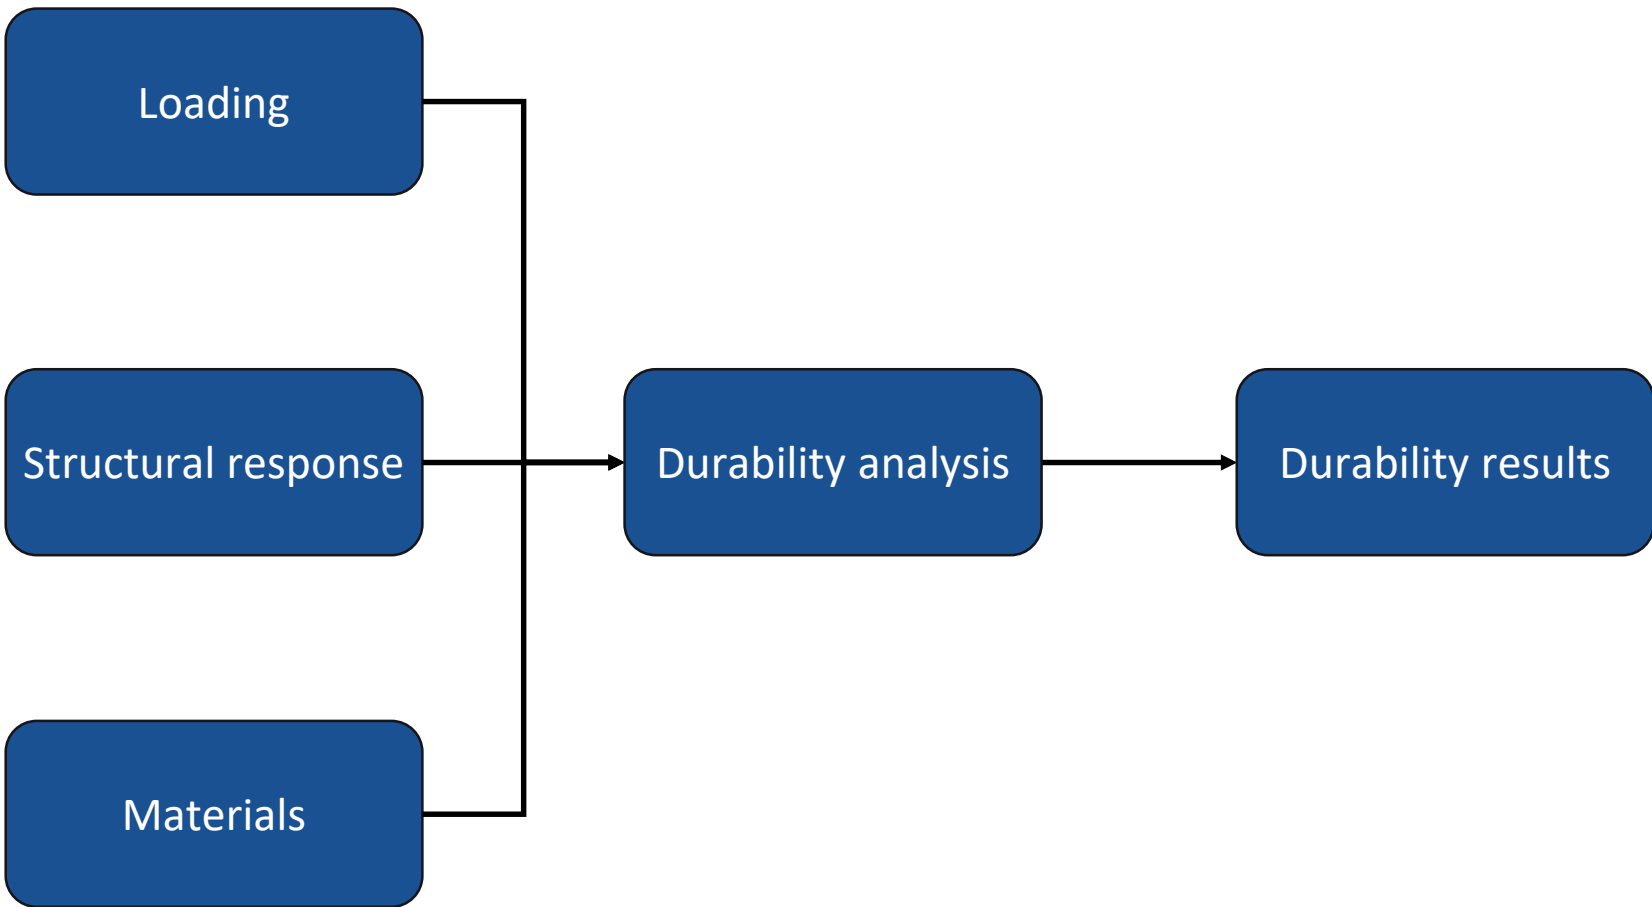 Loading
Structural response
Durability analysis
Durability results
Materials